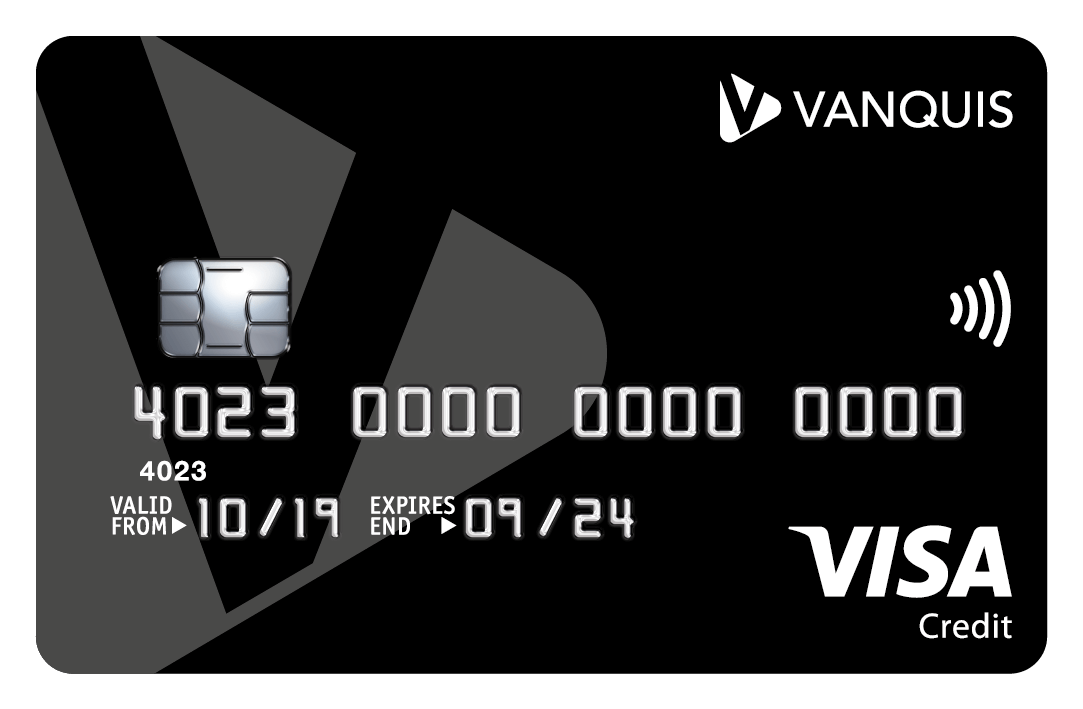 VANQUIS
4023 0000 0000 0000
4023
VALID FROM 10/19 EXPIRES END 09/24
VISA
Credit